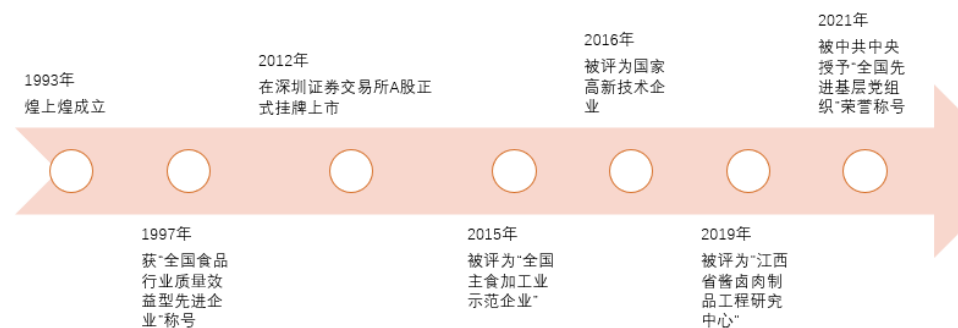 1993年
煌上煌成立
1997年
获“全国食品
行业质量效
益型先进企
业”称号
2012年
在深圳证券交易所A股正
式挂牌上市
2015年
被评为“全国
主食加工业
示范企业”
2016年
被评为国家
高新技术企
业
2019年
被评为“江西
省酱卤肉制
品工程研究
中心”
2021年
被中共中央
授予“全国先
进基层党组
织”荣誉称号